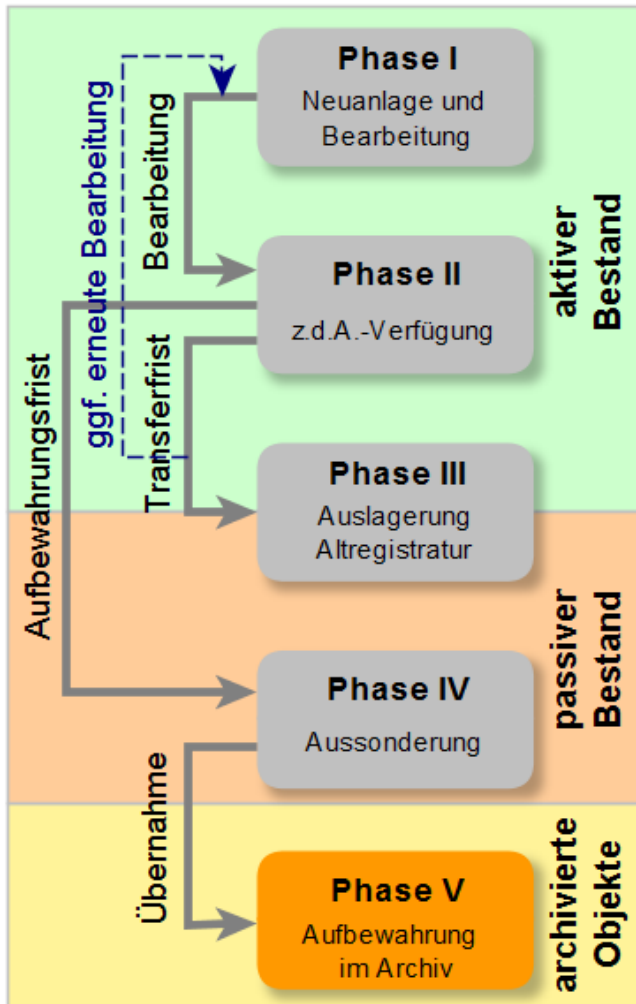 Phase I
Neuanlage und
Bearbeitung
Bearbeitung
ggf. erneute Bearbeitung
Phase II
z.d.A.-Verfügung
aktiver
Bestand
Aufbewahrungsfrist
Transferfrist
Phase III
Auslagerung
Altregistratur
Phase IV
Aussonderung
passiver
Bestand
Übernahme
Phase V
Aufbewahrung
im Archiv
archivierte
Objekte